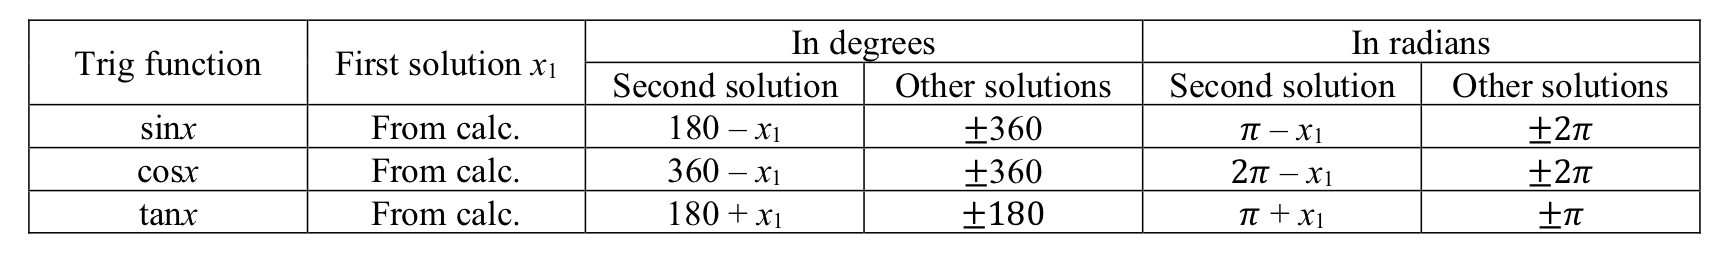 Trig function First solution x₁ In degrees In radians
Second solution Other solutions Second solution Other solutions
sinx From calc. 180 – x₁ ±360 π – x₁ ±2π
cosx From calc. 360 – x₁ ±360 2π – x₁ ±2π
tanx From calc. 180 + x₁ ±180 π + x₁ ±π